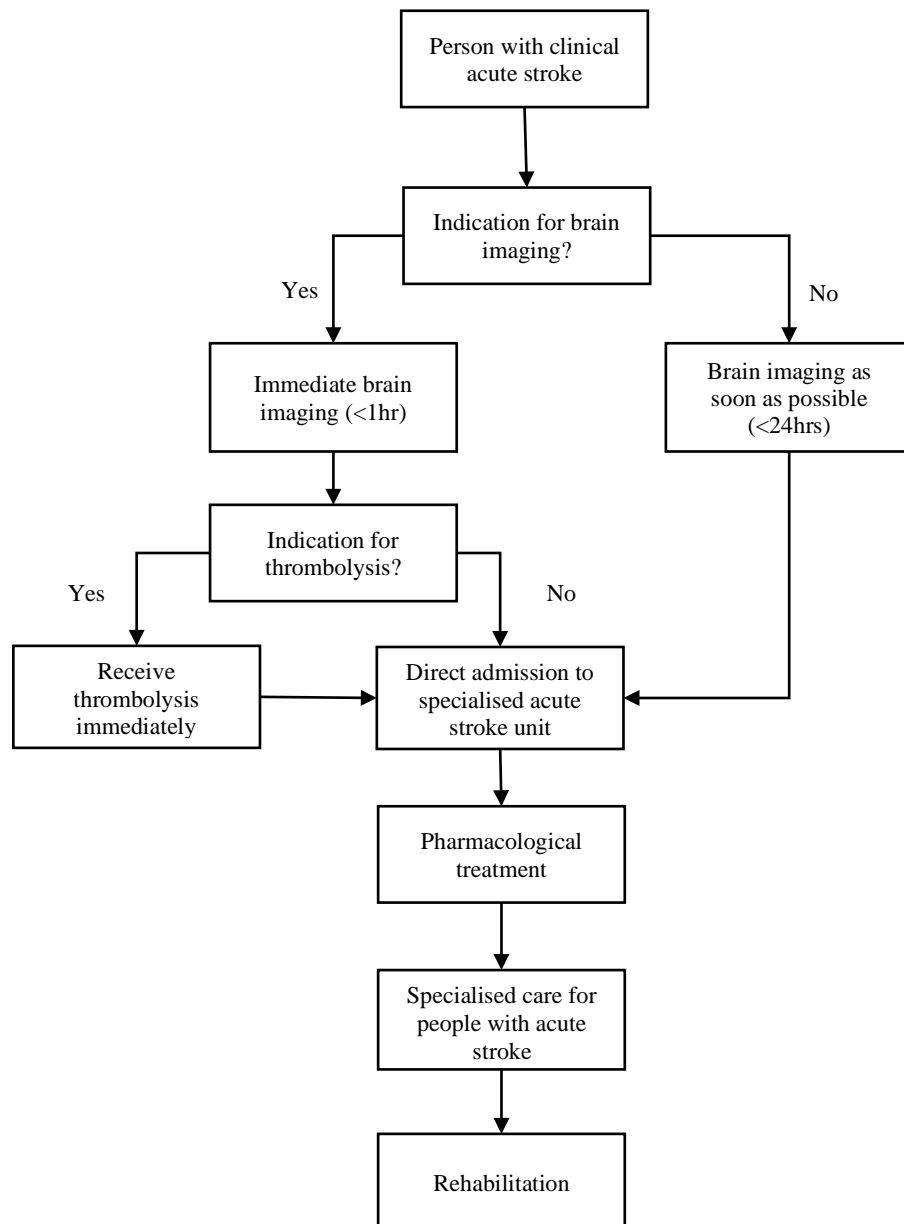 Person with clinical
acute stroke
Indication for brain
imaging?
Yes
No
Immediate brain
imaging (<1hr)
Brain imaging as
soon as possible
(<24hrs)
Indication for
thrombolysis?
Yes
No
Receive
thrombolysis
immediately
Direct admission to
specialised acute
stroke unit
Pharmacological
treatment
Specialised care for
people with acute
stroke
Rehabilitation